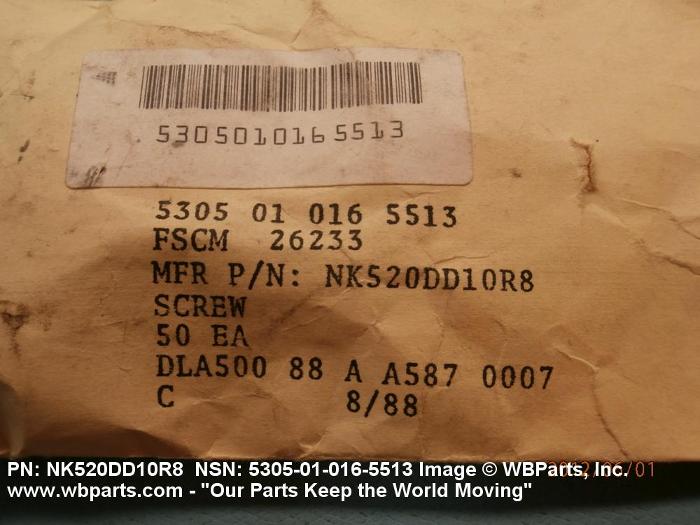 5305010165513
5305 01 016 5513
FSCM 26233
MFR P/N: NK520DD10R8
SCREW
50 EA
DLA500 88 A A587 0007
C 8/88
PN: NK520DD10R8 NSN: 5305-01-016-5513 Image © WBParts, Inc.
www.wbparts.com - "Our Parts Keep the World Moving"